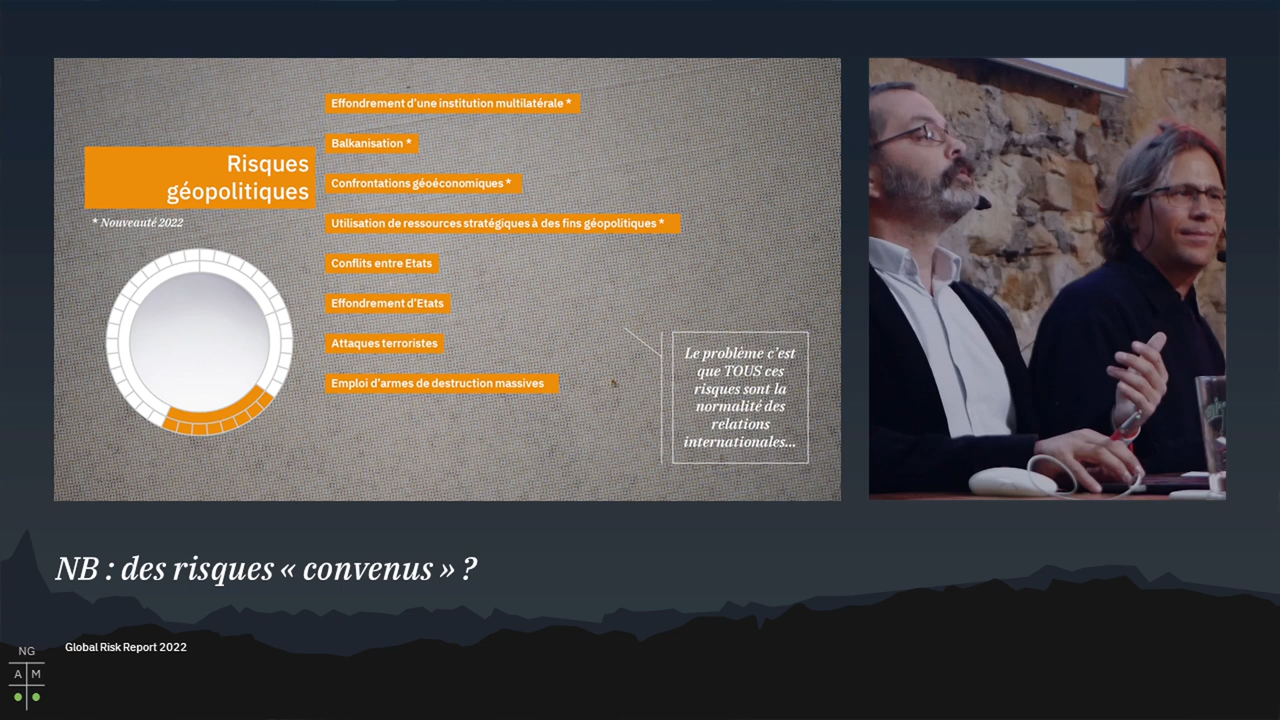 Risques
géopolitiques
* Nouveauté 2022
Effondrement d'une institution multilatérale *
Balkanisation *
Confrontations géoéconomiques *
Utilisation de ressources stratégiques à des fins géopolitiques *
Conflits entre Etats
Effondrement d'Etats
Attaques terroristes
Emploi d'armes de destruction massives
Le problème c'est
que TOUS ces
risques sont la
normalité des
relations
internationales...
NB : des risques « convenus » ?
Global Risk Report 2022
NG
A M